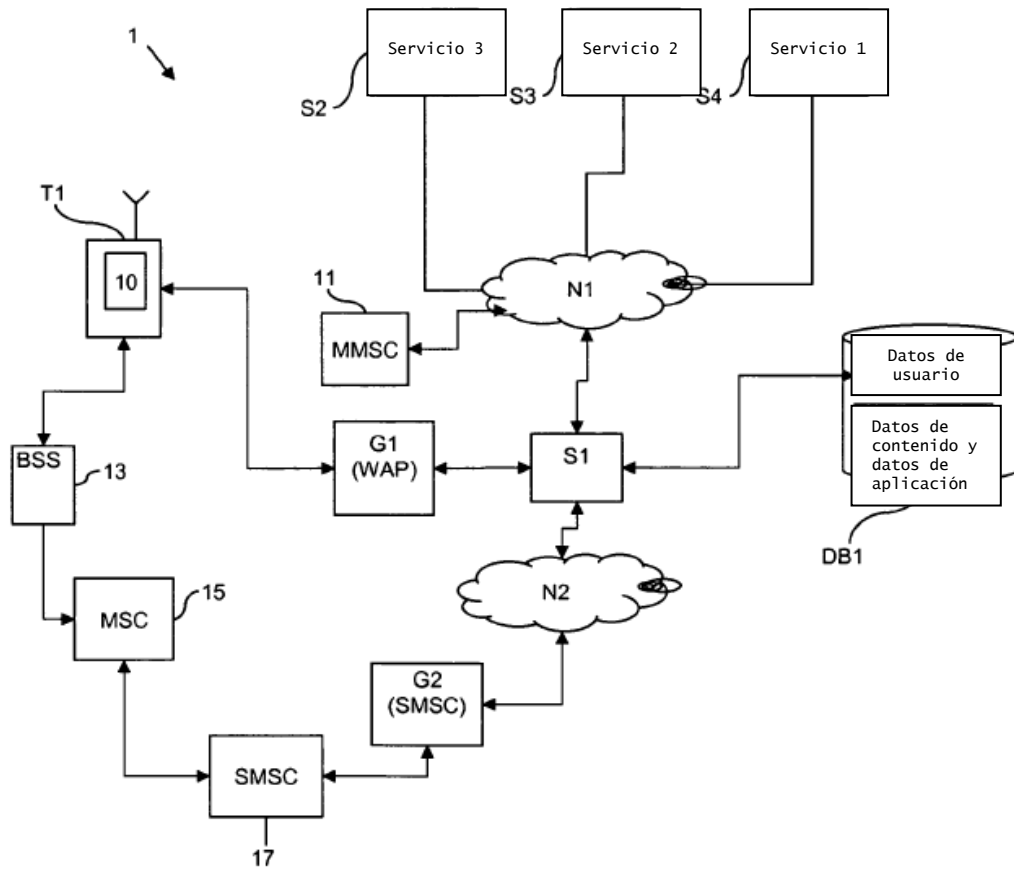 1
Servicio 3
Servicio 2
Servicio 1
S2
S3
S4
T1
10
11
N1
MMSC
Datos de
usuario
Datos de
contenido y
datos de
aplicación
DB1
G1
(WAP)
S1
BSS
13
N2
MSC
15
G2
(SMSC)
SMSC
17